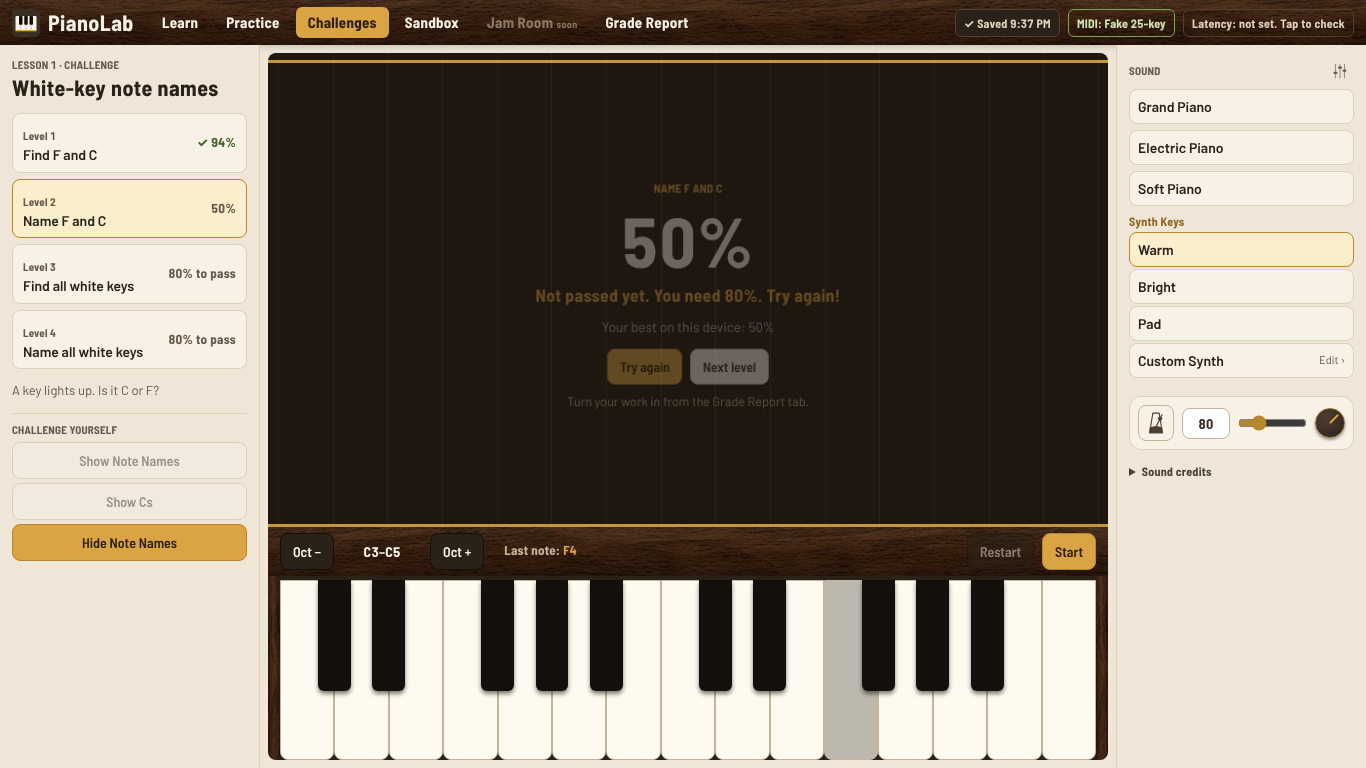 PianoLab
Learn
Practice
Challenges
Sandbox
Jam Room soon
Grade Report
✓ Saved 9:37 PM
MIDI: Fake 25-key
Latency: not set. Tap to check
LESSON 1 · CHALLENGE
White-key note names
Level 1
Find F and C
✓ 94%
Level 2
Name F and C
50%
Level 3
Find all white keys
80% to pass
Level 4
Name all white keys
80% to pass
A key lights up. Is it C or F?
CHALLENGE YOURSELF
Show Note Names
Show Cs
Hide Note Names
NAME F AND C
50%
Not passed yet. You need 80%. Try again!
Your best on this device: 50%
Try again
Next level
Turn your work in from the Grade Report tab.
Oct −
C3–C5
Oct +
Last note: F4
Restart
Start
SOUND
Grand Piano
Electric Piano
Soft Piano
Synth Keys
Warm
Bright
Pad
Custom Synth
Edit ›
80
Sound credits